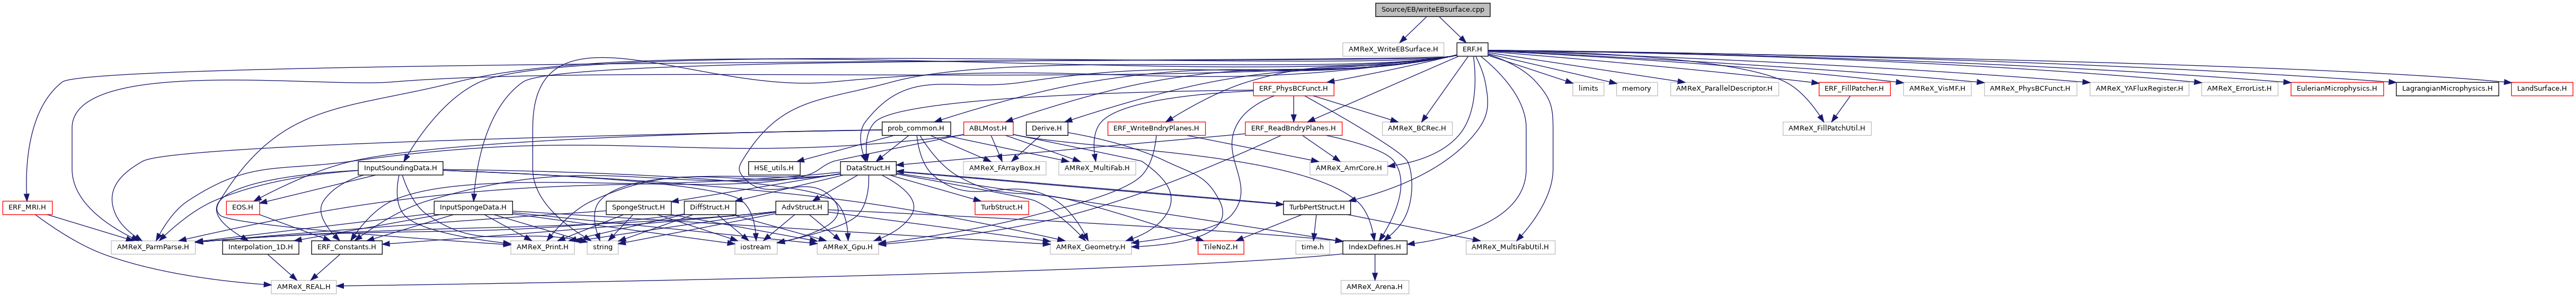 Source/EB/writeEBsurface.cpp
AMReX_WriteEBSurface.H
ERF.H
ERF_PhysBCFunc.H
limits
memory
AMReX_ParallelDescriptor.H
ERF_FillPatcher.H
AMReX_VisMF.H
AMReX_PhysBCFunct.H
AMReX_YAFluxRegister.H
AMReX_ErrorList.H
EulerianMicrophysics.H
LagrangianMicrophysics.H
LandSurface.H
prob_common.H
ABLMost.H
Derive.H
ERF_WriteBndryPlanes.H
ERF_ReadBndryPlanes.H
AMReX_BCRec.H
AMReX_FillPatchUtil.H
InputSoundingData.H
HSE_utils.H
DataStruct.H
AMReX_FArrayBox.H
AMReX_MultiFab.H
AMReX_AmrCore.H
ERF_MRI.H
EOS.H
InputSpongeData.H
SpongeStruct.H
DiffStruct.H
AdvStruct.H
TurbStruct.H
TurbPertStruct.H
AMReX_ParmParse.H
Interpolation_1D.H
ERF_Constants.H
AMReX_Print.H
string
iostream
AMReX_Gpu.H
AMReX_Geometry.H
TileNoZ.H
time.h
IndexDefines.H
AMReX_MultiFabUtil.H
AMReX_REAL.H
AMReX_Arena.H